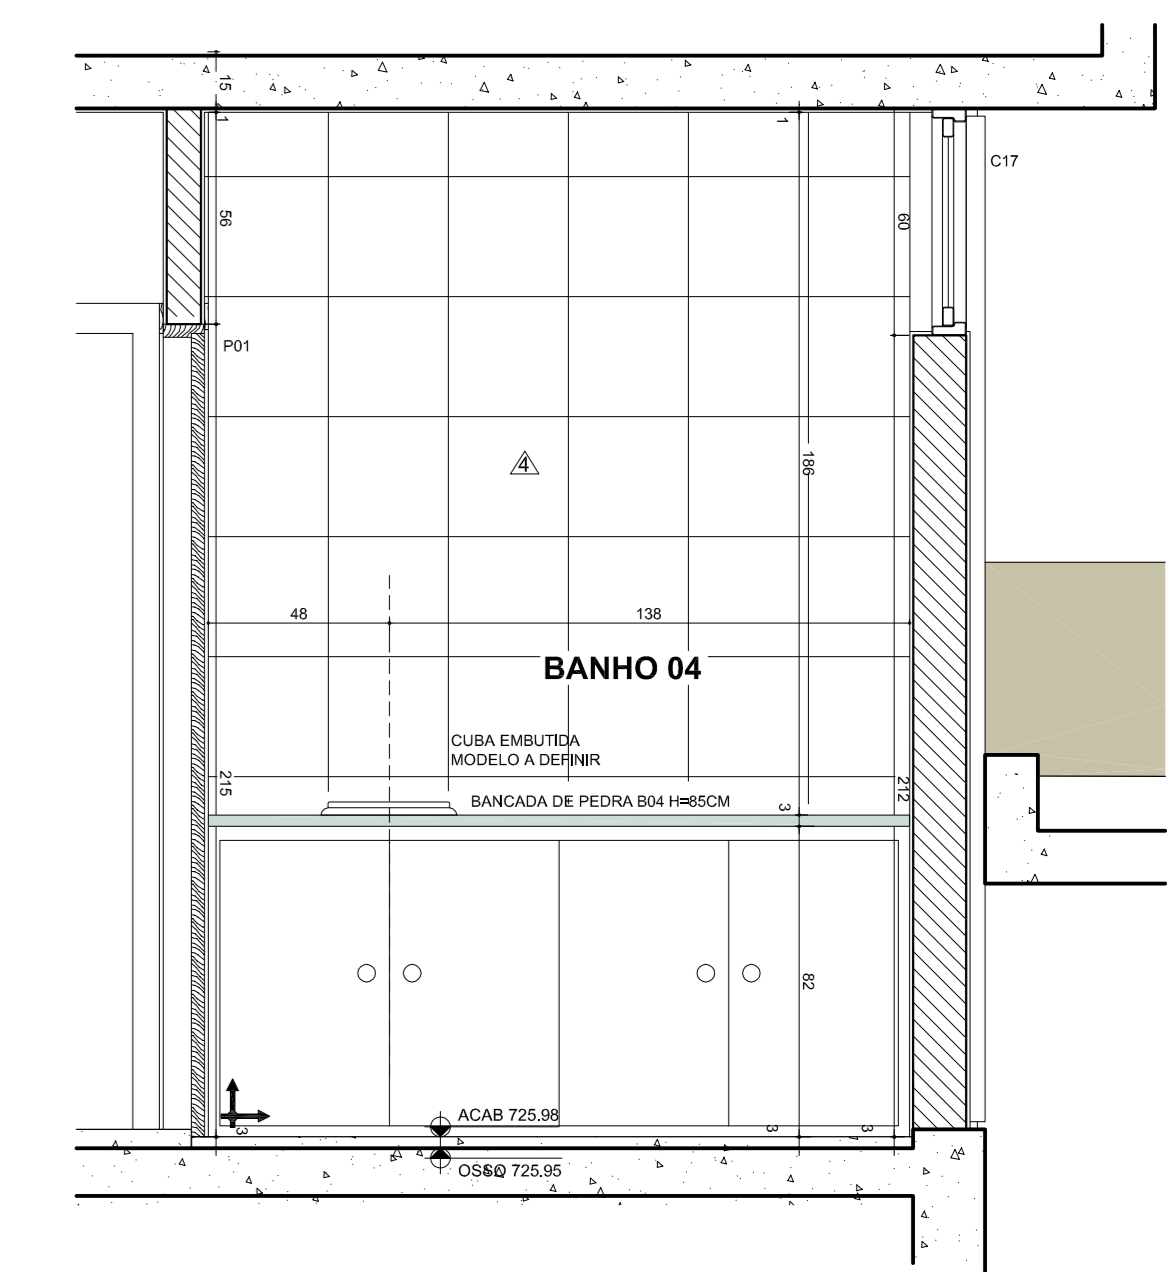 15
1
1
C17
56
60
P01
186
4
48
138
BANHO 04
CUBA EMBUTIDA
MODELO A DEFINIR
215
212
BANCADA DE PEDRA B04 H=85CM
3
82
ACAB 725.98
3
3
3
OSSO 725.95